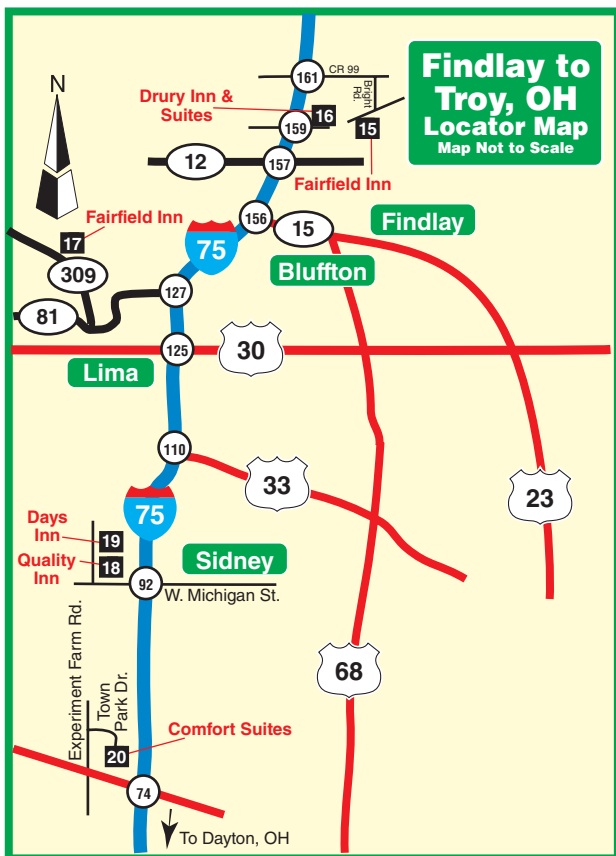 Findlay to
Troy, OH
Locator Map
Map Not to Scale
N
161
CR 99
Bright
Rd.
Drury Inn &
Suites
16
15
159
12
157
Fairfield Inn
156
15
Findlay
Fairfield Inn
17
75
Bluffton
309
127
81
125
30
Lima
110
33
23
75
Days
Inn
19
Quality
Inn
18
Sidney
92
W. Michigan St.
68
Experiment Farm Rd.
Town
Park Dr.
Comfort Suites
20
74
To Dayton, OH